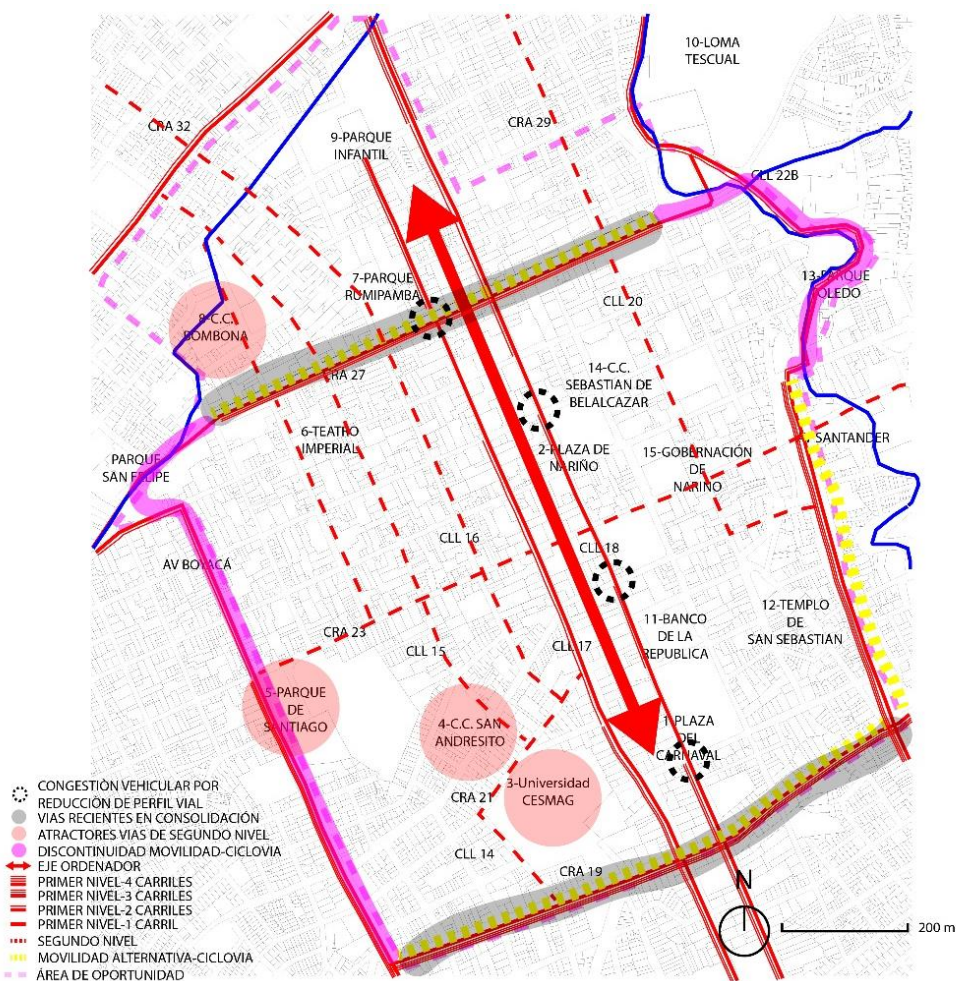 10-LOMA
TESCUAL
CRA 32
CRA 29
9-PARQUE
INFANTIL
CLL 22B
7-PARQUE
RUMIPAMBA
13-PARQUE
TOLEDO
CLL 20
8-C.C.
BOMBONA
14-C.C.
SEBASTIAN DE
BELALCAZAR
CRA 27
6-TEATRO
IMPERIAL
2-PLAZA DE
NARIÑO
15-GOBERNACIÓN
DE
NARIÑO
SANTANDER
PARQUE
SAN FELIPE
CLL 16
CLL 18
AV BOYACÁ
11-BANCO
DE LA
REPUBLICA
12-TEMPLO
DE
SAN SEBASTIAN
CRA 23
CLL 15
CLL 17
5-PARQUE
DE
SANTIAGO
4-C.C. SAN
ANDRESITO
1-PLAZA
DEL
CARNAVAL
3-Universidad
CESMAG
CRA 21
CLL 14
CRA 19
CONGESTIÓN VEHICULAR POR
REDUCCIÓN DE PERFIL VIAL
VIAS RECIENTES EN CONSOLIDACIÓN
ATRACTORES VIAS DE SEGUNDO NIVEL
DISCONTINUIDAD MOVILIDAD-CICLOVIA
EJE ORDENADOR
PRIMER NIVEL-4 CARRILES
PRIMER NIVEL-3 CARRILES
PRIMER NIVEL-2 CARRILES
PRIMER NIVEL-1 CARRIL
SEGUNDO NIVEL
MOVILIDAD ALTERNATIVA-CICLOVIA
ÁREA DE OPORTUNIDAD
N
200 m